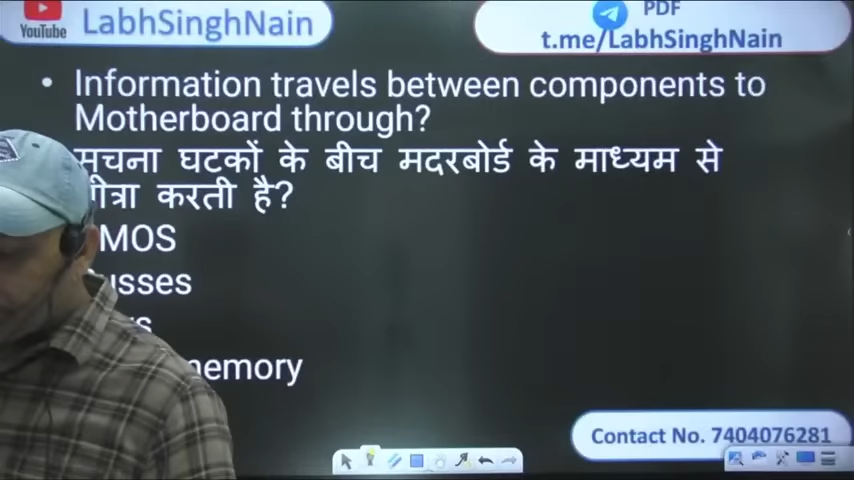 YouTube
LabhSinghNain
PDF
t.me/LabhSinghNain
• Information travels between components to
Motherboard through?
घटकों के बीच मदरबोर्ड के माध्यम से
करती है?
MOS
usses
memory
Contact No. 7404076281